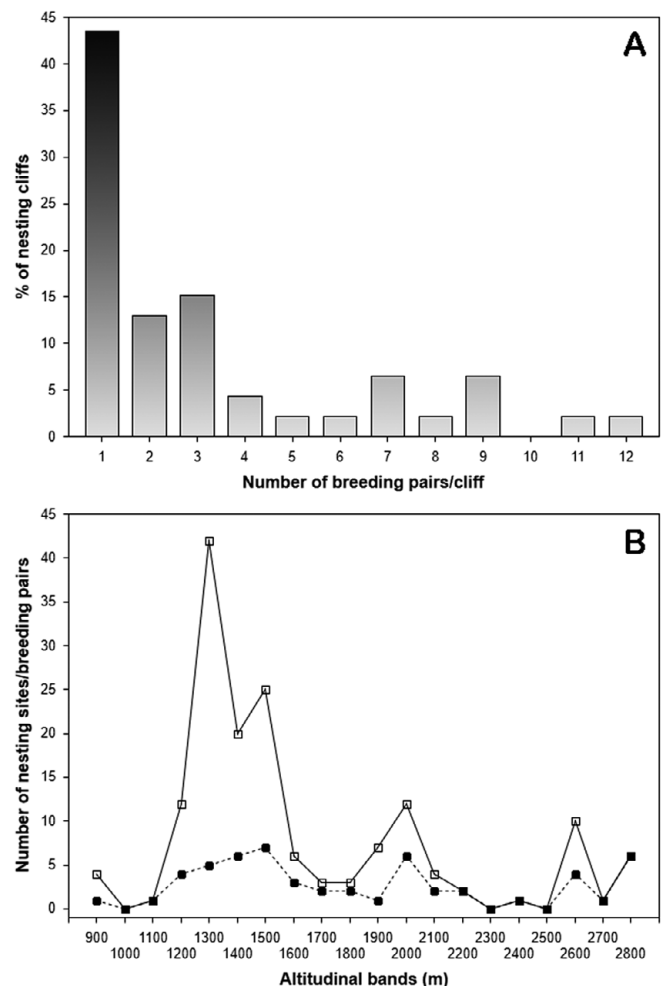 45
40
35
30
25
20
15
10
5
0
% of nesting cliffs
A
1 2 3 4 5 6 7 8 9 10 11 12
Number of breeding pairs/cliff
45
40
35
30
25
20
15
10
5
0
Number of nesting sites/breeding pairs
B
900 1100 1300 1500 1700 1900 2100 2300 2500 2700
1000 1200 1400 1600 1800 2000 2200 2400 2600 2800
Altitudinal bands (m)